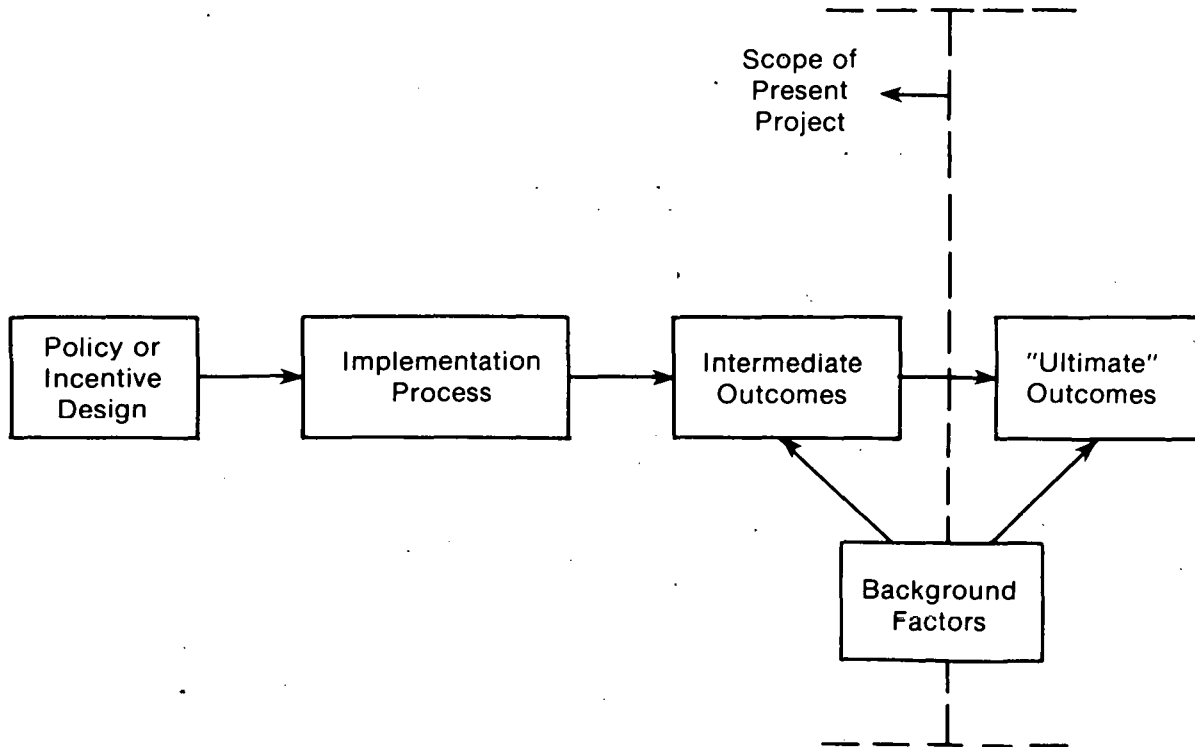 Scope of
Present
Project
Policy or
Incentive
Design
Implementation
Process
Intermediate
Outcomes
"Ultimate"
Outcomes
Background
Factors